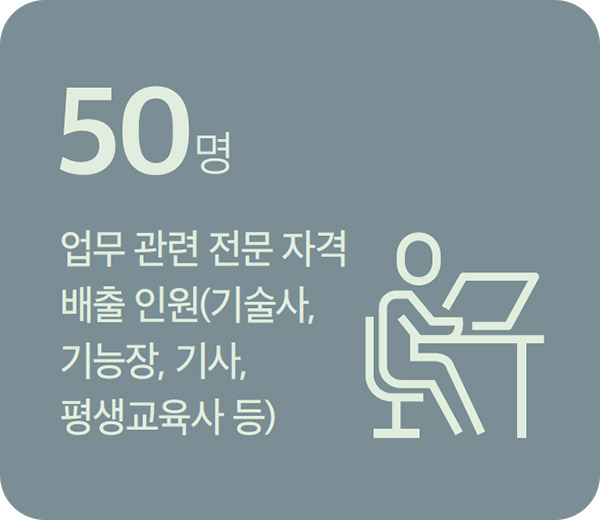 50명
업무 관련 전문 자격
배출 인원(기술사,
기능장, 기사,
평생교육사 등)